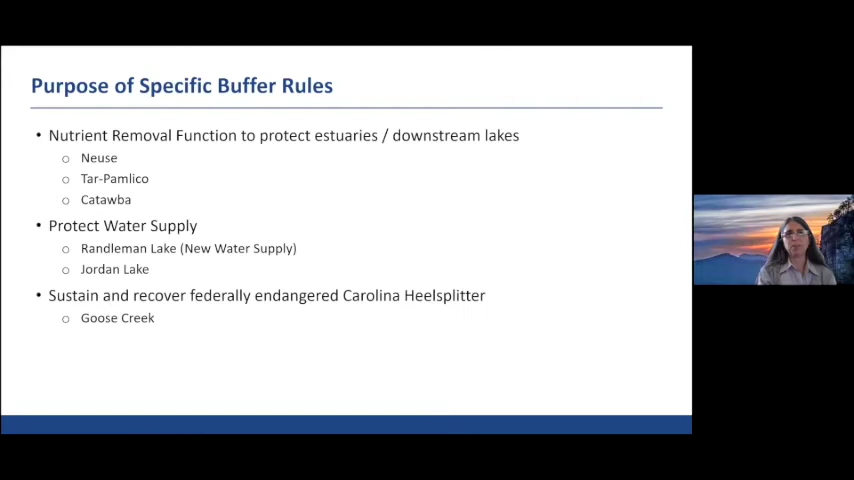 Purpose of Specific Buffer Rules
• Nutrient Removal Function to protect estuaries / downstream lakes
o Neuse
o Tar-Pamlico
o Catawba
• Protect Water Supply
o Randleman Lake (New Water Supply)
o Jordan Lake
• Sustain and recover federally endangered Carolina Heelsplitter
o Goose Creek